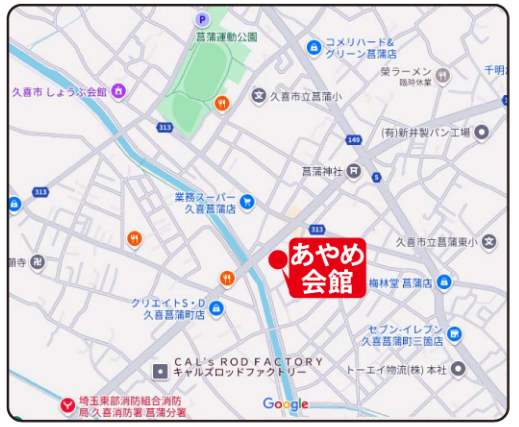 P
菖蒲運動公園
コメリハード&
グリーン菖蒲店
栄ラーメン
臨時休業
千明
久喜市 しょうぶ会館
久喜市立菖蒲小
313
149
(有)新井製パン工場
菖蒲神社
5
313
業務スーパー
久喜菖蒲店
313
あやめ
会館
久喜市立菖蒲東小
願寺
梅林堂 菖蒲店
クリエイトS・D
久喜菖蒲町店
セブン-イレブン
久喜菖蒲町三箇店
CAL's ROD FACTORY
キャルズロッドファクトリー
トーエイ物流(株) 本社
埼玉東部消防組合消防
局 久喜消防署 菖蒲分署
Google